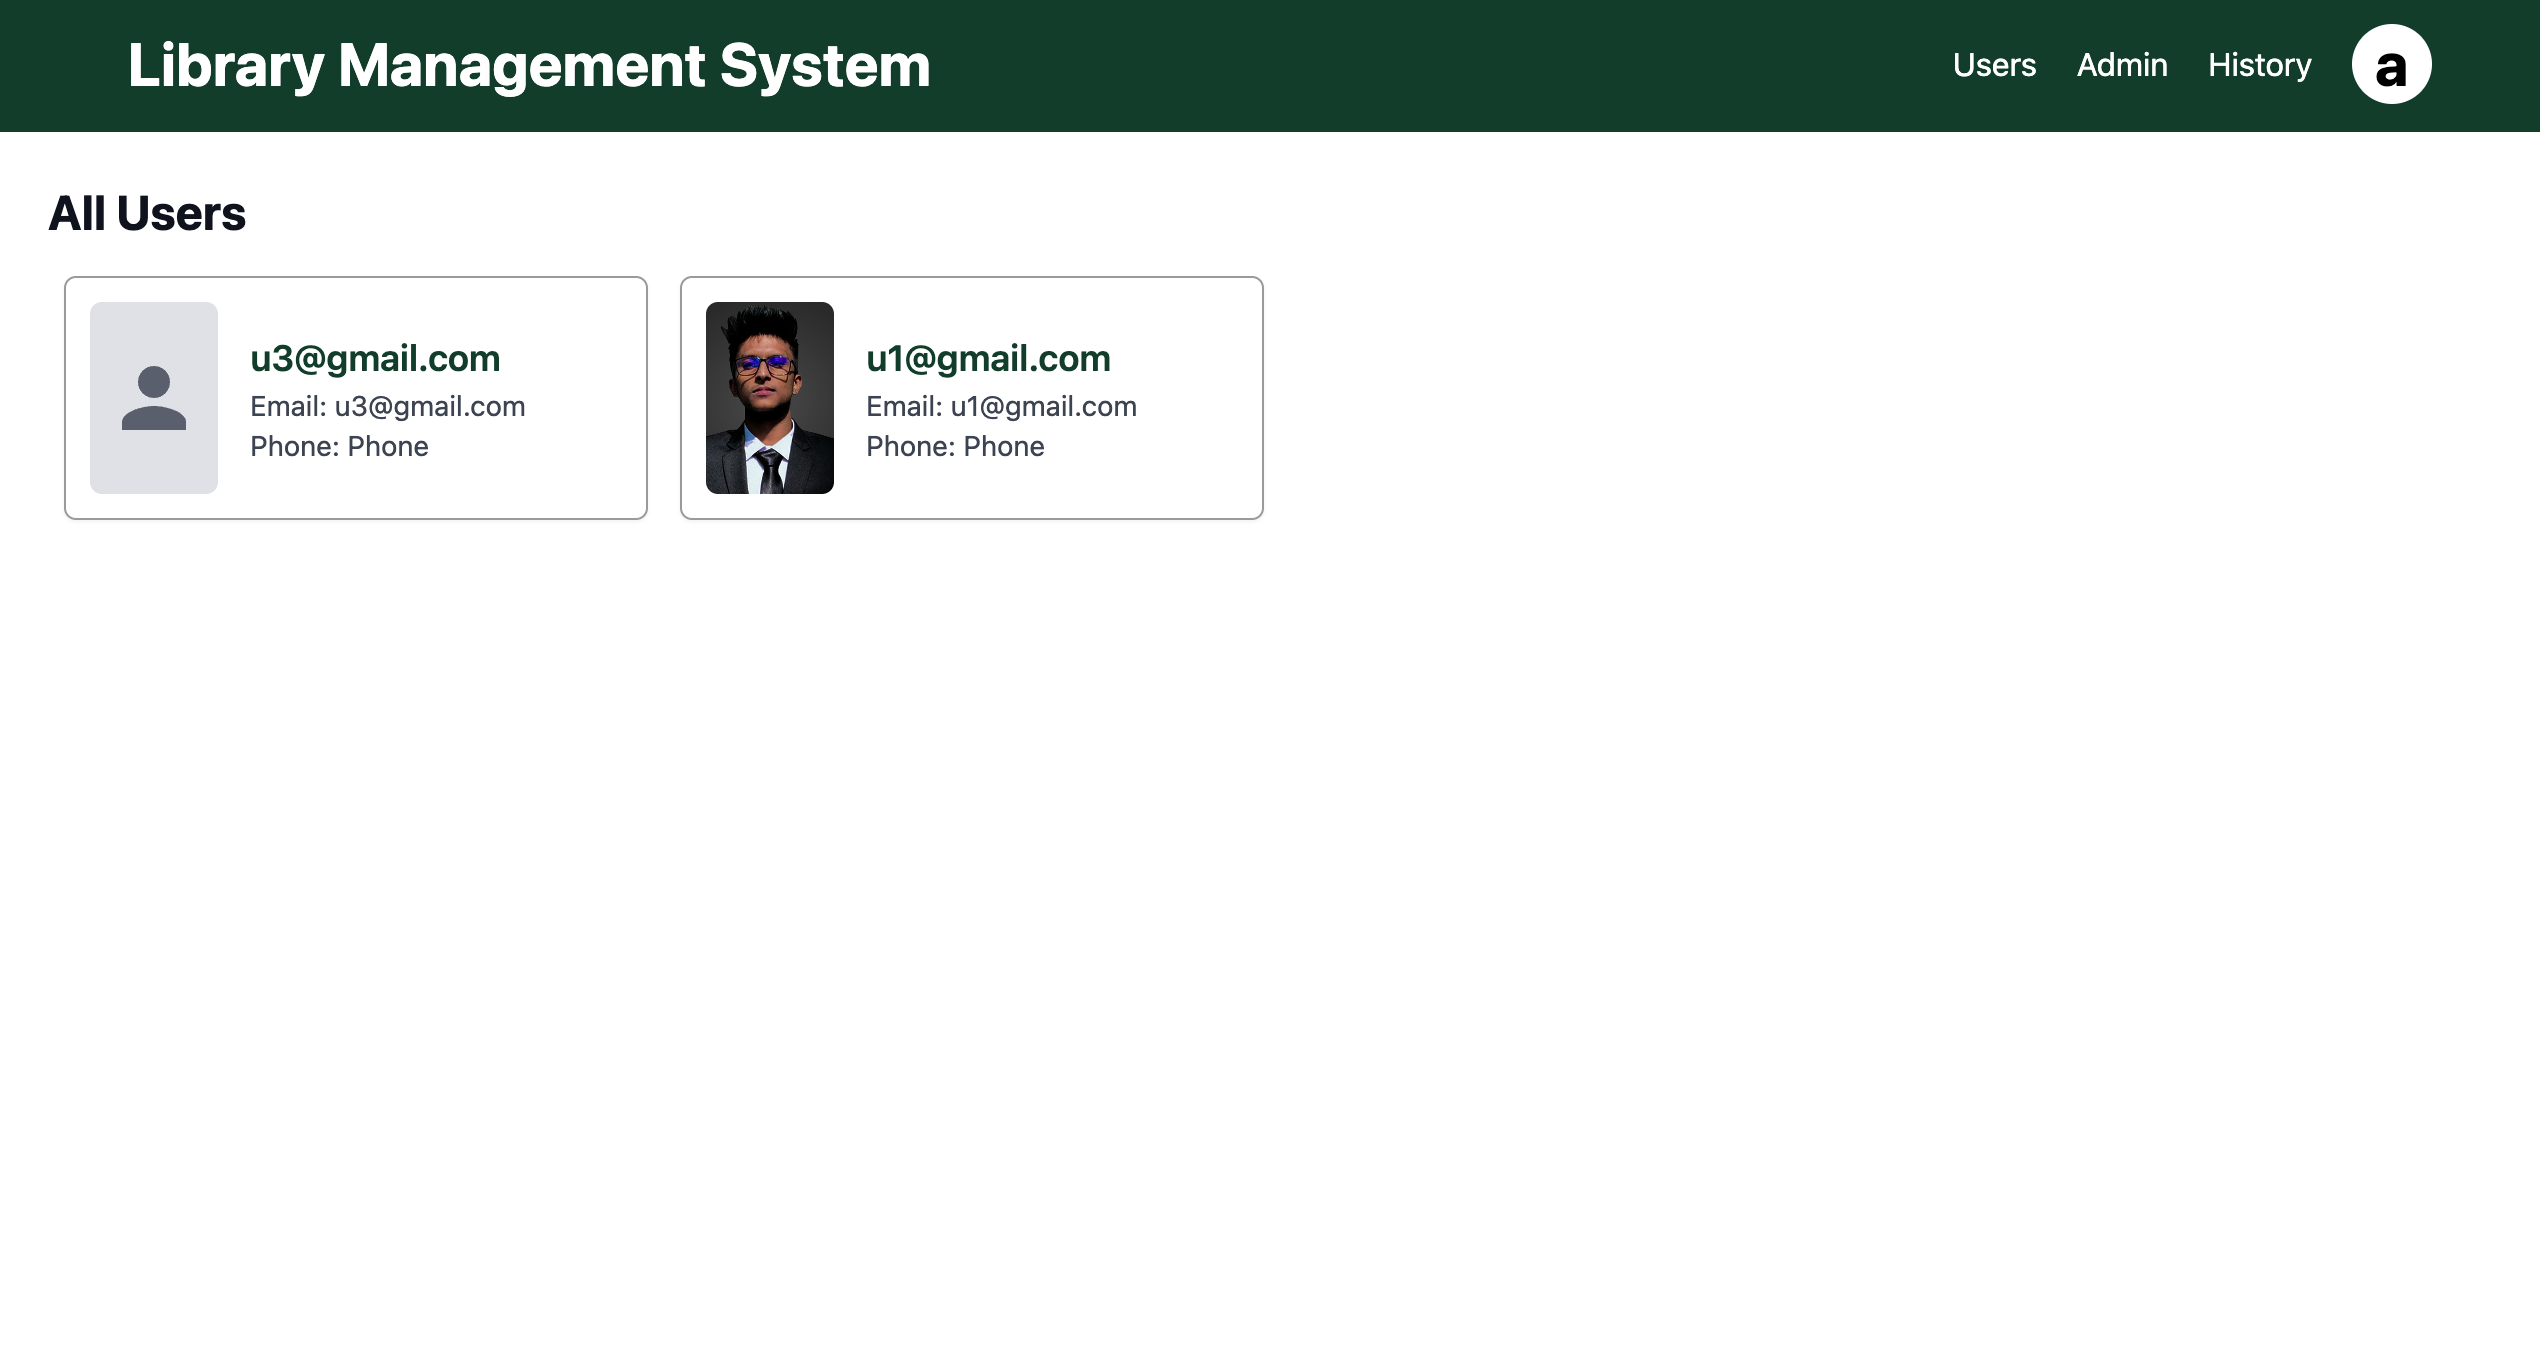 Library Management System
Users Admin History a
All Users
u3@gmail.com
Email: u3@gmail.com
Phone: Phone
u1@gmail.com
Email: u1@gmail.com
Phone: Phone